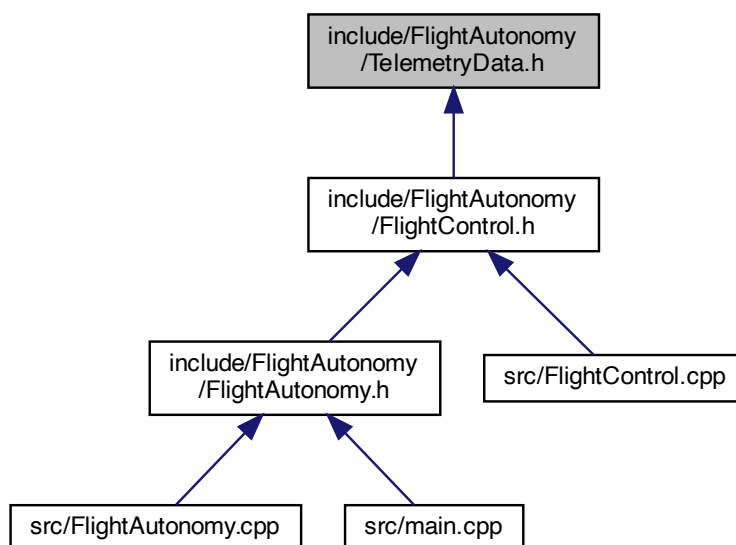 include/FlightAutonomy
/TelemetryData.h
include/FlightAutonomy
/FlightControl.h
include/FlightAutonomy
/FlightAutonomy.h
src/FlightControl.cpp
src/FlightAutonomy.cpp
src/main.cpp